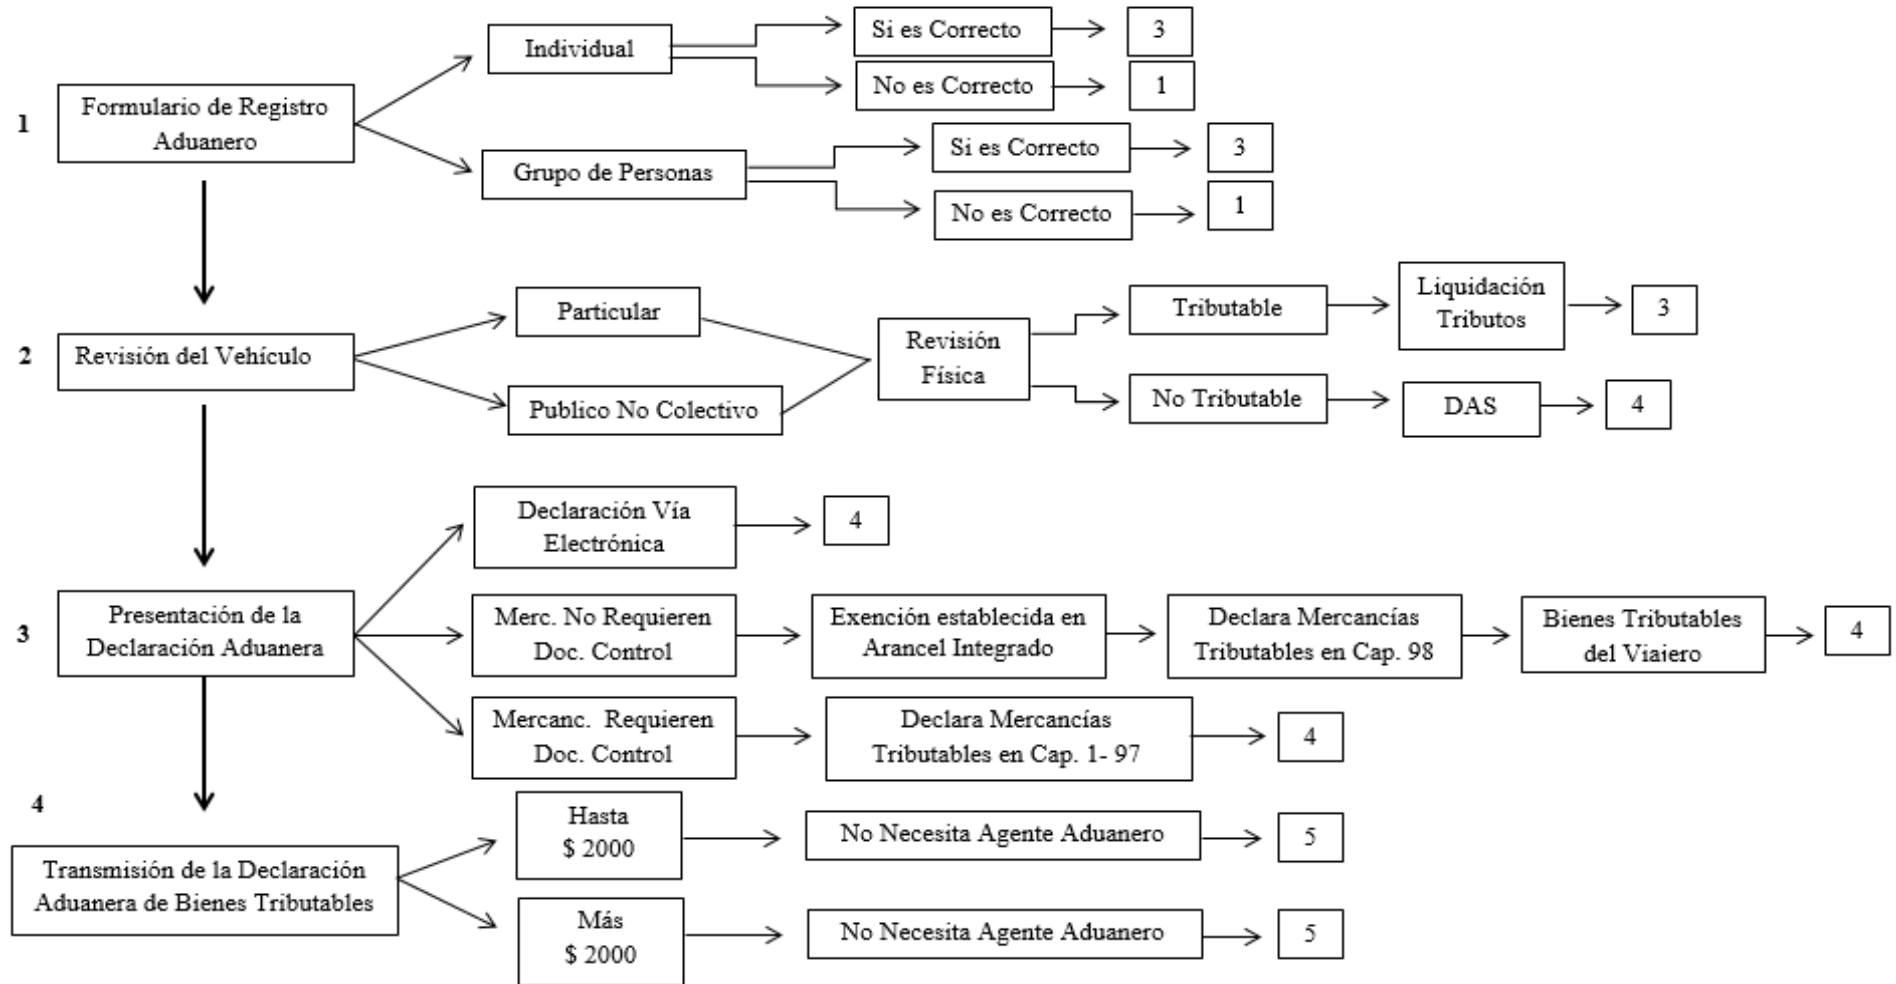 1
Formulario de Registro
Aduanero
Individual
Si es Correcto
3
No es Correcto
1
Grupo de Personas
Si es Correcto
3
No es Correcto
1
2
Revisión del Vehículo
Particular
Publico No Colectivo
Revisión
Física
Tributable
Liquidación
Tributos
3
No Tributable
DAS
4
3
Presentación de la
Declaración Aduanera
Declaración Vía
Electrónica
4
Merc. No Requieren
Doc. Control
Exención establecida en
Arancel Integrado
Declara Mercancías
Tributables en Cap. 98
Bienes Tributables
del Viaiero
4
Mercanc. Requieren
Doc. Control
Declara Mercancías
Tributables en Cap. 1- 97
4
4
Transmisión de la Declaración
Aduanera de Bienes Tributables
Hasta
$ 2000
No Necesita Agente Aduanero
5
Más
$ 2000
No Necesita Agente Aduanero
5